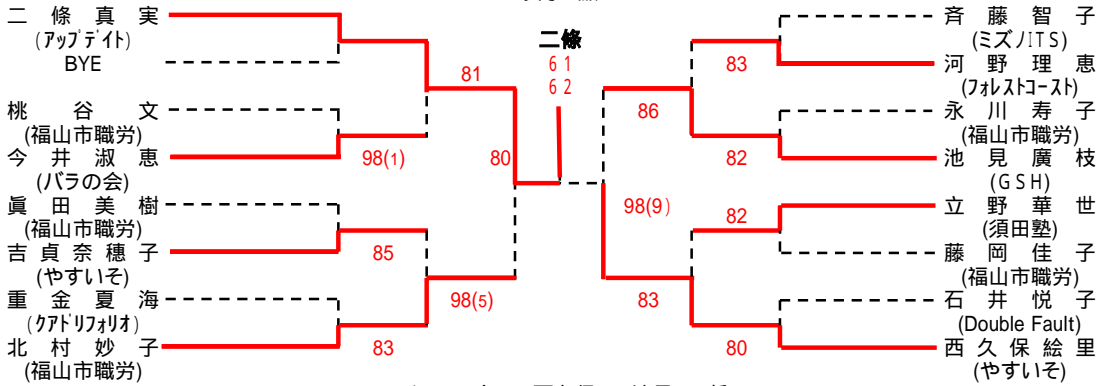 二條真実
(アップデイト)
BYE
桃谷文
(福山市職労)
今井淑恵
(バラの会)
眞田美樹
(福山市職労)
吉貞奈穂子
(やすいそ)
重金夏海
(クアドリフォリオ)
北村妙子
(福山市職労)
81
98(1)
80
85
98(5)
83
二條
6 1
6 2
83
86
82
98(9)
82
83
80
斉藤智子
(ミズノITS)
河野理恵
(フォレストコースト)
永川寿子
(福山市職労)
池見廣枝
(GSH)
立野華世
(須田塾)
藤岡佳子
(福山市職労)
石井悦子
(Double Fault)
西久保絵里
(やすいそ)